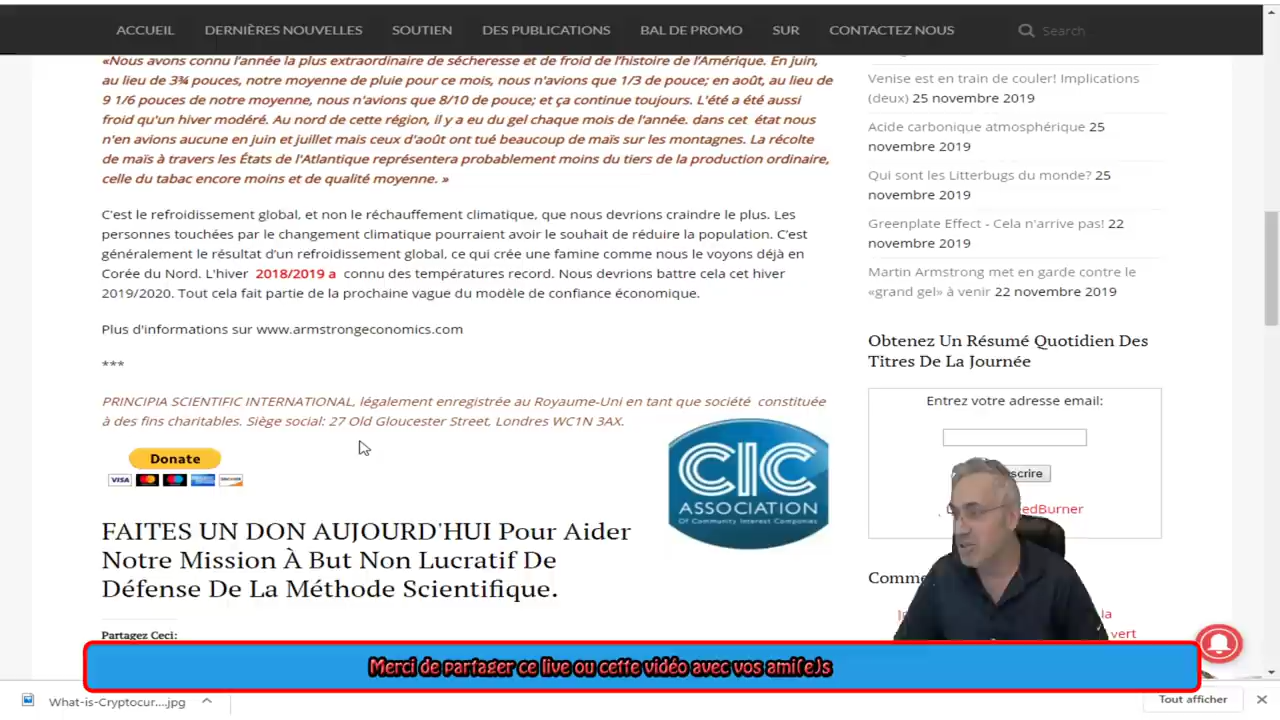 ACCUEIL DERNIÈRES NOUVELLES SOUTIEN DES PUBLICATIONS BAL DE PROMO SUR CONTACTEZ NOUS Search
«Nous avons connu l'année la plus extraordinaire de sécheresse et de froid de l'histoire de l'Amérique. En juin,
au lieu de 3¾ pouces, notre moyenne de pluie pour ce mois, nous n'avions que 1/3 de pouce; en août, au lieu de
9 1/6 pouces de notre moyenne, nous n'avions que 8/10 de pouce; et ça continue toujours. L'été a été aussi
froid qu'un hiver modéré. Au nord de cette région, il y a eu du gel chaque mois de l'année. dans cet état nous
n'en avions aucune en juin et juillet mais ceux d'août ont tué beaucoup de maïs sur les montagnes. La récolte
de maïs à travers les États de l'Atlantique représentera probablement moins du tiers de la production ordinaire,
celle du tabac encore moins et de qualité moyenne. »
C'est le refroidissement global, et non le réchauffement climatique, que nous devrions craindre le plus. Les
personnes touchées par le changement climatique pourraient avoir le souhait de réduire la population. C'est
généralement le résultat d'un refroidissement global, ce qui crée une famine comme nous le voyons déjà en
Corée du Nord. L'hiver 2018/2019 a connu des températures record. Nous devrions battre cela cet hiver
2019/2020. Tout cela fait partie de la prochaine vague du modèle de confiance économique.
Plus d'informations sur www.armstrongeconomics.com
***
PRINCIPIA SCIENTIFIC INTERNATIONAL, légalement enregistrée au Royaume-Uni en tant que société constituée
à des fins charitables. Siège social: 27 Old Gloucester Street, Londres WC1N 3AX.
Donate
VISA
CIC
ASSOCIATION
Of Community Interest Companies
FAITES UN DON AUJOURD'HUI Pour Aider
Notre Mission À But Non Lucratif De
Défense De La Méthode Scientifique.
Partagez Ceci:
Venise est en train de couler! Implications
(deux) 25 novembre 2019
Acide carbonique atmosphérique 25
novembre 2019
Qui sont les Litterbugs du monde? 25
novembre 2019
Greenplate Effect - Cela n'arrive pas! 22
novembre 2019
Martin Armstrong met en garde contre le
«grand gel» à venir 22 novembre 2019
Obtenez Un Résumé Quotidien Des
Titres De La Journée
Entrez votre adresse email:
scrire
edBurner
Comme
la
vert
Merci de partager ce live ou cette vidéo avec vos ami(e)s
What-is-Cryptocur....jpg
Tout afficher